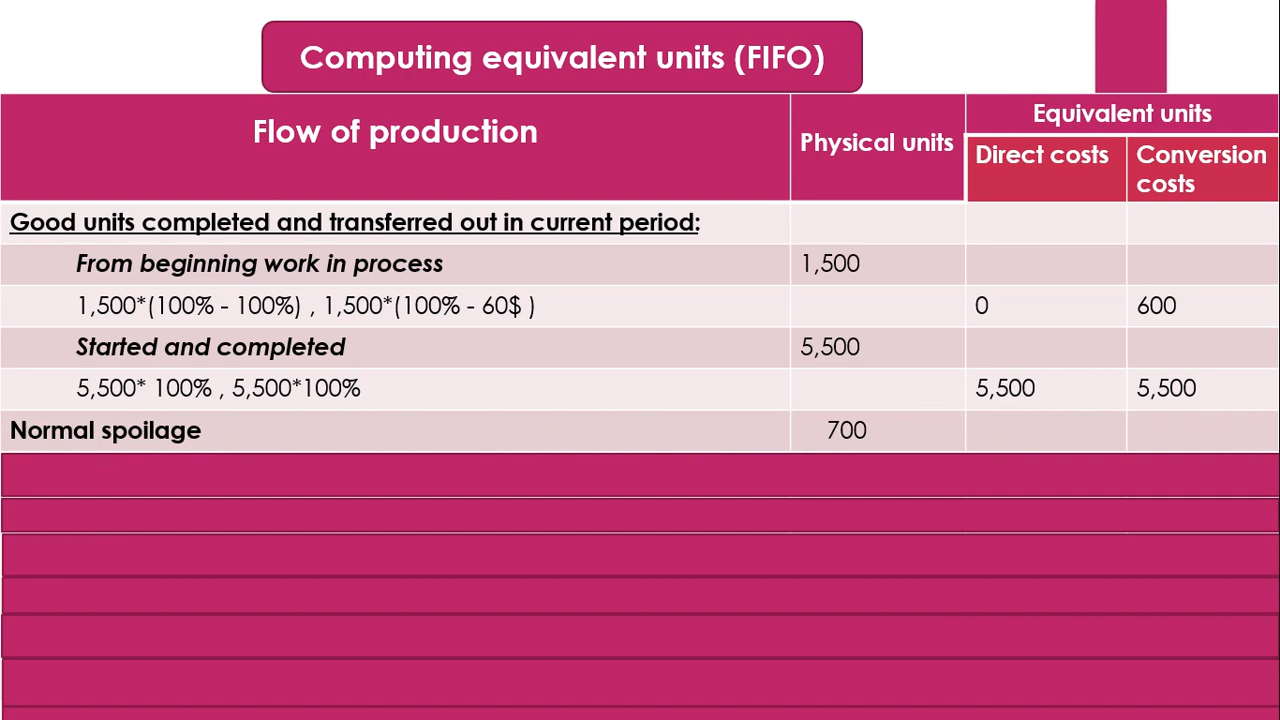 Computing equivalent units (FIFO)
Flow of production
Physical units
Equivalent units
Direct costs
Conversion
costs
Good units completed and transferred out in current period:
From beginning work in process 1,500
1,500*(100% - 100%) , 1,500*(100% - 60$ ) 0 600
Started and completed 5,500
5,500* 100% , 5,500*100% 5,500 5,500
Normal spoilage 700